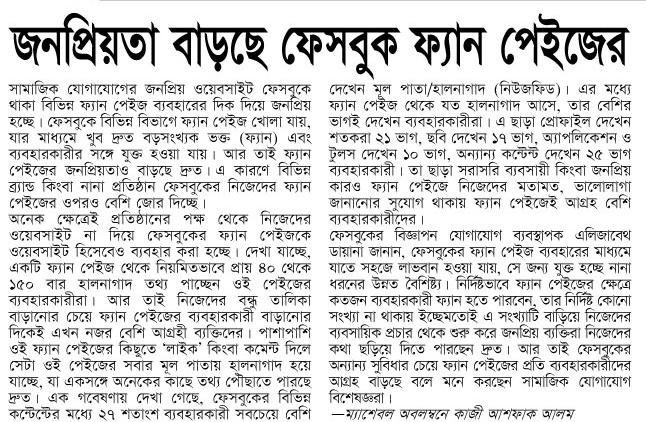 জনপ্রিয়তা বাড়ছে ফেসবুক ফ্যান পেইজের
সামাজিক যোগাযোগের জনপ্রিয় ওয়েবসাইট ফেসবুকে
থাকা বিভিন্ন ফ্যান পেইজ ব্যবহারের দিক দিয়ে জনপ্রিয়
হচ্ছে। ফেসবুকে বিভিন্ন বিভাগে ফ্যান পেইজ খোলা যায়,
যার মাধ্যমে খুব দ্রুত বড়সংখ্যক ভক্ত (ফ্যান) এবং
ব্যবহারকারীর সঙ্গে যুক্ত হওয়া যায়। আর তাই ফ্যান
পেইজের জনপ্রিয়তাও বাড়ছে দ্রুত। এ কারণে বিভিন্ন
ব্র্যান্ড কিংবা নানা প্রতিষ্ঠান ফেসবুকের নিজেদের ফ্যান
পেইজের ওপরও বেশি জোর দিচ্ছে।
অনেক ক্ষেত্রেই প্রতিষ্ঠানের পক্ষ থেকে নিজেদের
ওয়েবসাইট না দিয়ে ফেসবুকের ফ্যান পেইজকে
ওয়েবসাইট হিসেবেও ব্যবহার করা হচ্ছে। দেখা যাচ্ছে,
একটি ফ্যান পেইজ থেকে নিয়মিতভাবে প্রায় ৪০ থেকে
১৫০ বার হালনাগাদ তথ্য পাচ্ছেন ওই পেইজের
ব্যবহারকারীরা। আর তাই নিজেদের বন্ধু তালিকা
বাড়ানোর চেয়ে ফ্যান পেইজের ব্যবহারকারী বাড়ানোর
দিকেই এখন নজর বেশি আগ্রহী ব্যক্তিদের। পাশাপাশি
ওই ফ্যান পেইজের কিছুতে ‘লাইক’ কিংবা কমেন্ট দিলে
সেটা ওই পেইজের সবার মূল পাতায় হালনাগাদ হয়ে
যাচ্ছে, যা একসঙ্গে অনেকের কাছে তথ্য পৌঁছাতে পারছে
দ্রুত। এক গবেষণায় দেখা গেছে, ফেসবুকের বিভিন্ন
কন্টেন্টের মধ্যে ২৭ শতাংশ ব্যবহারকারী সবচেয়ে বেশি
দেখেন মূল পাতা/হালনাগাদ (নিউজফিড)। এর মধ্যে
ফ্যান পেইজ থেকে যত হালনাগাদ আসে, তার বেশির
ভাগই দেখেন ব্যবহারকারীরা। এ ছাড়া প্রোফাইল দেখেন
শতকরা ২১ ভাগ, ছবি দেখেন ১৭ ভাগ, অ্যাপলিকেশন ও
টুলস দেখেন ১০ ভাগ, অন্যান্য কন্টেন্ট দেখেন ২৫ ভাগ
ব্যবহারকারী। তা ছাড়া সরাসরি ব্যবসায়ী কিংবা জনপ্রিয়
কারও ফ্যান পেইজে নিজেদের মতামত, ভালোলাগা
জানানোর সুযোগ থাকায় ফ্যান পেইজেই আগ্রহ বেশি
ব্যবহারকারীদের।
ফেসবুকের বিজ্ঞাপন যোগাযোগ ব্যবস্থাপক এলিজাবেথ
ডায়ানা জানান, ফেসবুকের ফ্যান পেইজ ব্যবহারের মাধ্যমে
যাতে সহজে লাভবান হওয়া যায়, সে জন্য যুক্ত হচ্ছে নানা
ধরনের উন্নত বৈশিষ্ট্য। নির্দিষ্টভাবে ফ্যান পেইজের ক্ষেত্রে
কতজন ব্যবহারকারী ফ্যান হতে পারবেন, তার নির্দিষ্ট কোনো
সংখ্যা না থাকায় ইচ্ছেমতোই এ সংখ্যাটি বাড়িয়ে নিজেদের
ব্যবসায়িক প্রচার থেকে শুরু করে জনপ্রিয় ব্যক্তিরা নিজেদের
কথা ছড়িয়ে দিতে পারছেন দ্রুত। আর তাই ফেসবুকের
অন্যান্য সুবিধার চেয়ে ফ্যান পেইজের প্রতি ব্যবহারকারীদের
আগ্রহ বাড়ছে বলে মনে করছেন সামাজিক যোগাযোগ
বিশেষজ্ঞরা।
—ম্যাশেবল অবলম্বনে কাজী আশফাক আলম